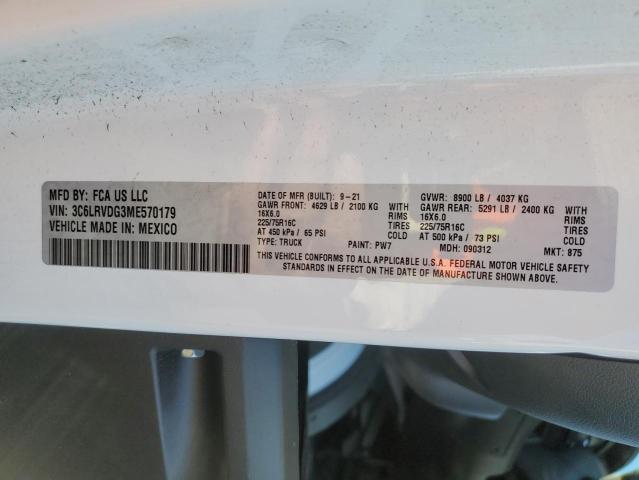 MFD BY: FCA US LLC
VIN: 3C6LRVDG3ME570179
VEHICLE MADE IN: MEXICO
DATE OF MFR (BUILT): 9-21 GVWR: 8900 LB / 4037 KG
GAWR FRONT: 4629 LB / 2100 KG GAWR REAR: 5291 LB / 2400 KG
16X6.0 RIMS 16X6.0 RIMS
225/75R16C TIRES 225/75R16C TIRES
AT 450 kPa / 65 PSI COLD AT 500 kPa / 73 PSI COLD
TYPE: TRUCK PAINT: PW7 MDH: 090312 MKT: 875
THIS VEHICLE CONFORMS TO ALL APPLICABLE U.S.A. FEDERAL MOTOR VEHICLE SAFETY
STANDARDS IN EFFECT ON THE DATE OF MANUFACTURE SHOWN ABOVE.